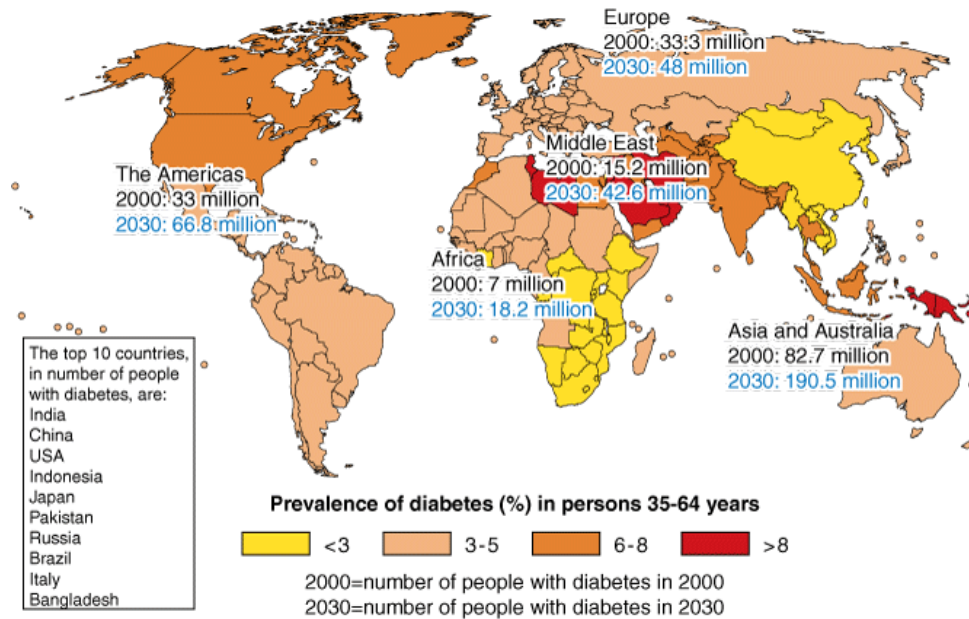 Europe
2000: 33.3 million
2030: 48 million
Middle East
2000: 15.2 million
2030: 42.6 million
The Americas
2000: 33 million
2030: 66.8 million
Africa
2000: 7 million
2030: 18.2 million
Asia and Australia
2000: 82.7 million
2030: 190.5 million
The top 10 countries,
in number of people
with diabetes, are:
India
China
USA
Indonesia
Japan
Pakistan
Russia
Brazil
Italy
Bangladesh
Prevalence of diabetes (%) in persons 35-64 years
<3 3-5 6-8 >8
2000=number of people with diabetes in 2000
2030=number of people with diabetes in 2030